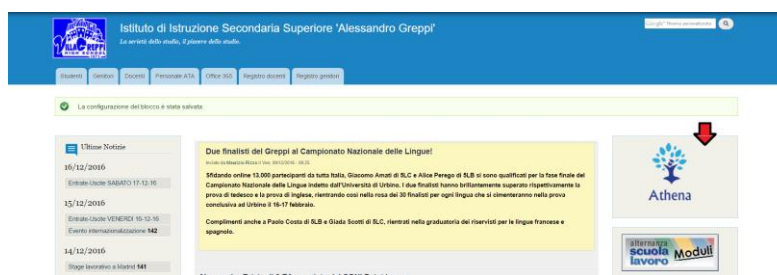 Istituto di Istruzione Secondaria Superiore 'Alessandro Greppi'
La serietà dello studio, il piacere dello studio.
VILLA GREPPI
HIGH SCHOOL
Studenti
Genitori
Docenti
Personale ATA
Office 365
Registro docenti
Registro genitori
La configurazione del blocco è stata salvata.
Ultime Notizie
16/12/2016
Entrate-Uscite SABATO 17-12-16
15/12/2016
Entrate-Uscite VENERDI 16-12-16
Evento internazionalizzazione 142
14/12/2016
Stage lavorativo a Madrid 141
Due finalisti del Greppi al Campionato Nazionale delle Lingue!
Sfidando online 13.000 partecipanti da tutta Italia, Giacomo Amati di 5LC e Alice Perego di 5LB si sono qualificati per la fase finale del
Campionato Nazionale delle Lingue indetto dall'Università di Urbino. I due finalisti hanno brillantemente superato rispettivamente la
prova di tedesco e la prova di inglese, rientrando così nella rosa dei 30 finalisti per ogni lingua che si cimenteranno nella prova
conclusiva ad Urbino il 16-17 febbraio.
Complimenti anche a Paolo Costa di 5LB e Giada Scotti di 5LC, rientrati nella graduatoria dei riservisti per le lingue francese e
spagnolo.
Athena
alternanza
scuola
lavoro
Moduli